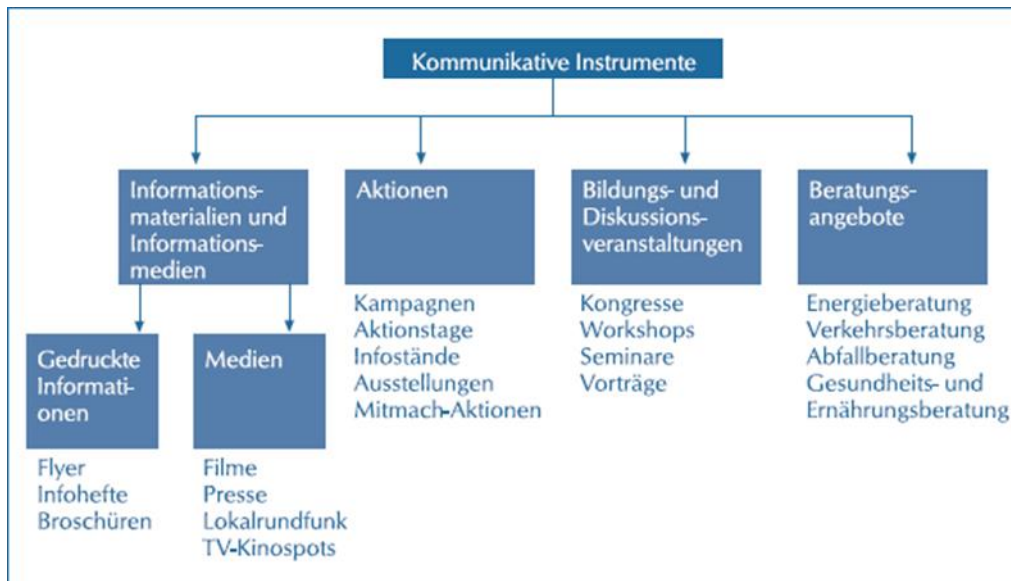 Kommunikative Instrumente
Informations-
materialien und
Informations-
medien
Aktionen
Bildungs- und
Diskussions-
veranstaltungen
Beratungs-
angebote
Kampagnen
Aktionstage
Infostände
Ausstellungen
Mitmach-Aktionen
Kongresse
Workshops
Seminare
Vorträge
Energieberatung
Verkehrsberatung
Abfallberatung
Gesundheits- und
Ernährungsberatung
Gedruckte
Informati-
onen
Medien
Flyer
Infohefte
Broschüren
Filme
Presse
Lokalrundfunk
TV-Kinospots